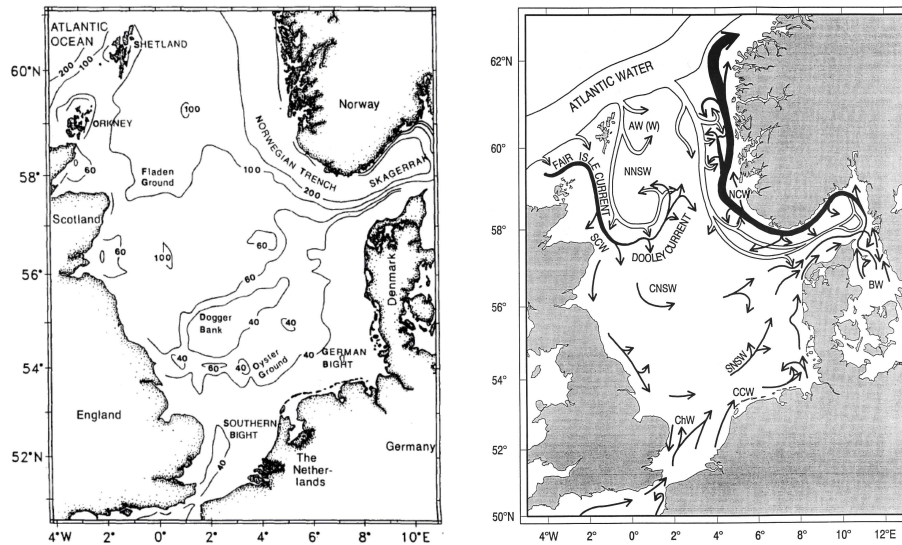 ATLANTIC
OCEAN
200
100
SHETLAND
60°N
ORKNEY
100
Norway
NORWEGIAN TRENCH
SKAGERRAK
60
58°
Fladen
Ground
100
200
Scotland
60
60
100
56°
60
Denmark
Dogger
Bank
40
40
54°
40
60
40
Oyster
Ground
40
GERMAN
BIGHT
England
SOUTHERN
BIGHT
40
52°N
The
Nether-
lands
Germany
4°W
2°
0°
2°
4°
6°
8°
10°E
62°N
ATLANTIC WATER
AW (W)
60°
FAIR ISLE CURRENT
NNSW
NCW
58°
SCW
DOOLEY CURRENT
BW
CNSW
56°
54°
SNSW
CCW
ChW
52°
50°N
4°W
2°
0°
2°
4°
6°
8°
10°
12°E